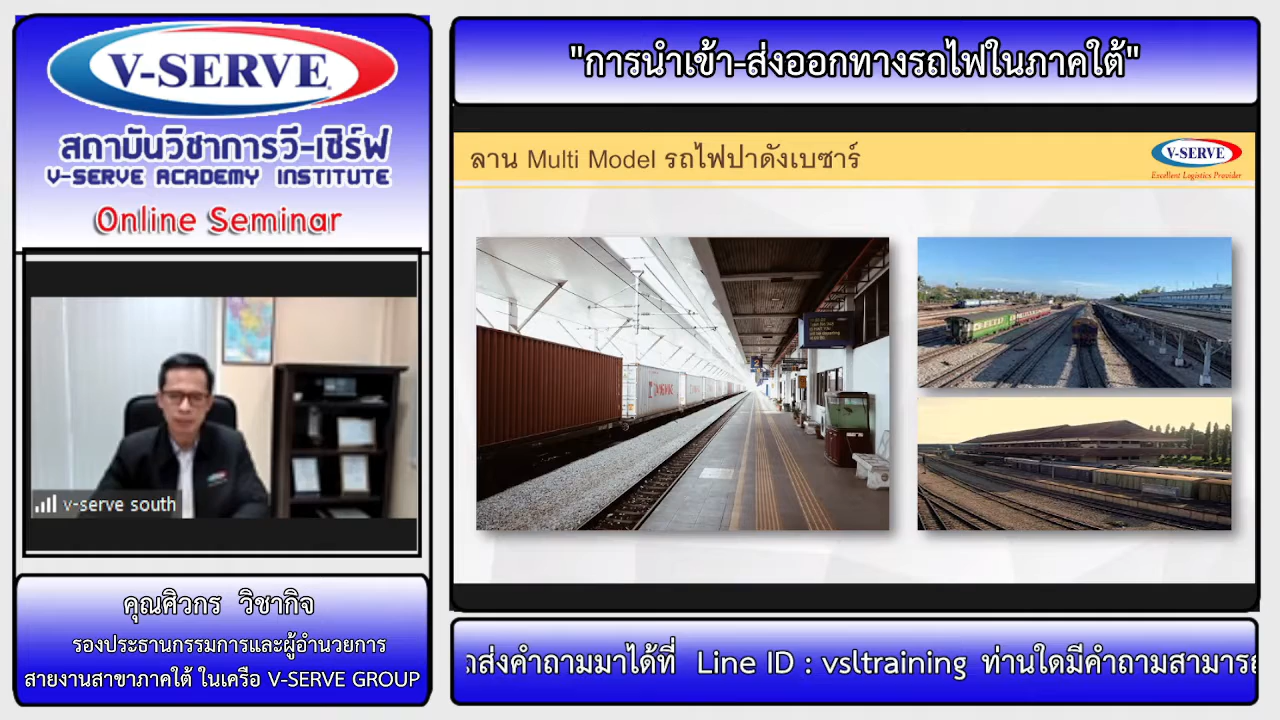 V-SERVE
สถาบันวิชาการวี-เซิร์ฟ
V-SERVE ACADEMY INSTITUTE
Online Seminar
v-serve south
คุณศิวกร วิชากิจ
รองประธานกรรมการและผู้อำนวยการ
สายงานสาขาภาคใต้ ในเครือ V-SERVE GROUP
"การนำเข้า-ส่งออกทางรถไฟในภาคใต้"
ลาน Multi Model รถไฟปาดังเบซาร์
V-SERVE
Excellent Logistics Provider
ส่งคำถามมาได้ที่ Line ID : vsltraining ท่านใดมีคำถามสามารถ